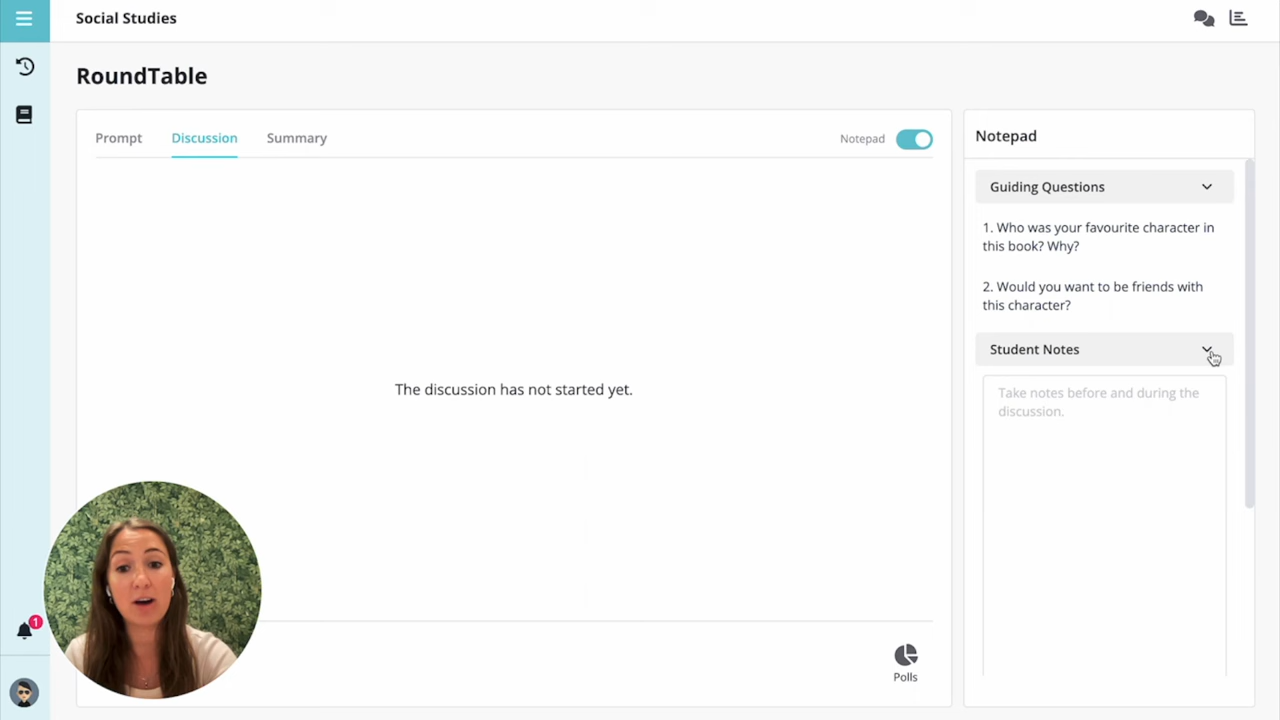 Social Studies
RoundTable
Prompt
Discussion
Summary
Notepad
The discussion has not started yet.
Polls
1
Notepad
Guiding Questions
1. Who was your favourite character in
this book? Why?
2. Would you want to be friends with
this character?
Student Notes
Take notes before and during the
discussion.